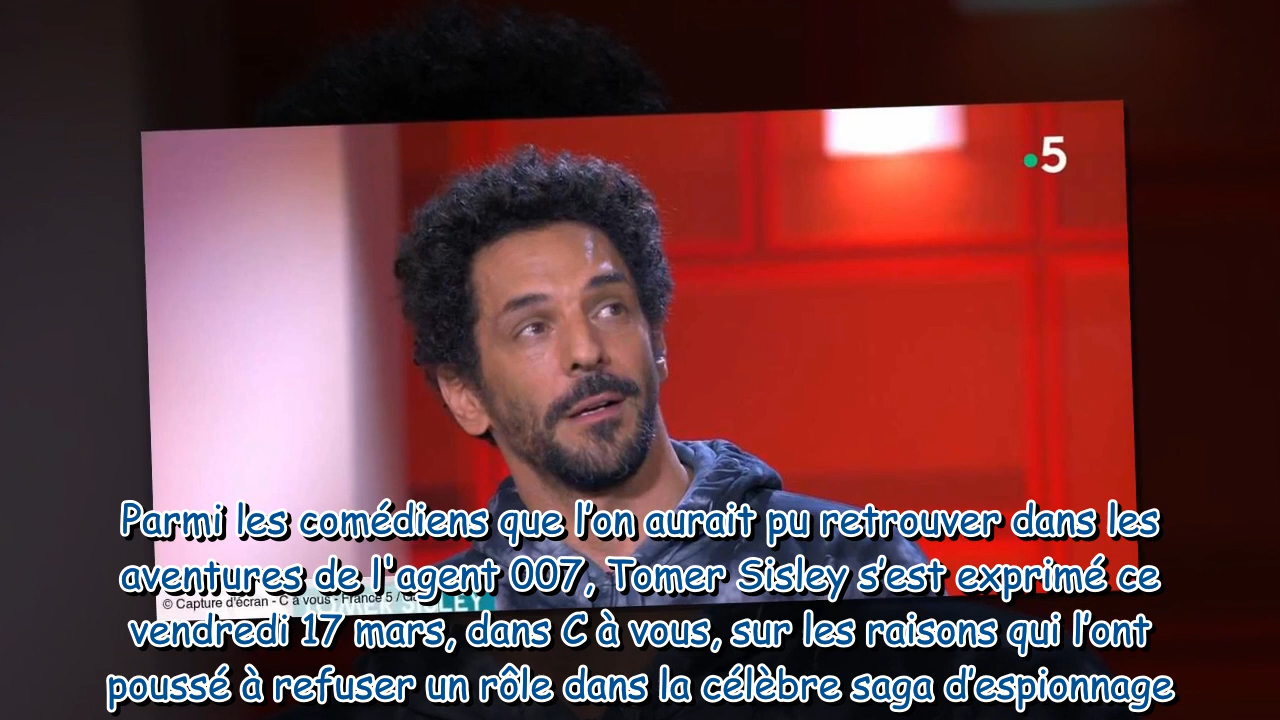 5
Parmi les comédiens que l’on aurait pu retrouver dans les
aventures de l'agent 007, Tomer Sisley s’est exprimé ce
© Capture d'écran - C à vous - France 5 /
TOMER SISLEY
vendredi 17 mars, dans C à vous, sur les raisons qui l’ont
poussé à refuser un rôle dans la célèbre saga d’espionnage